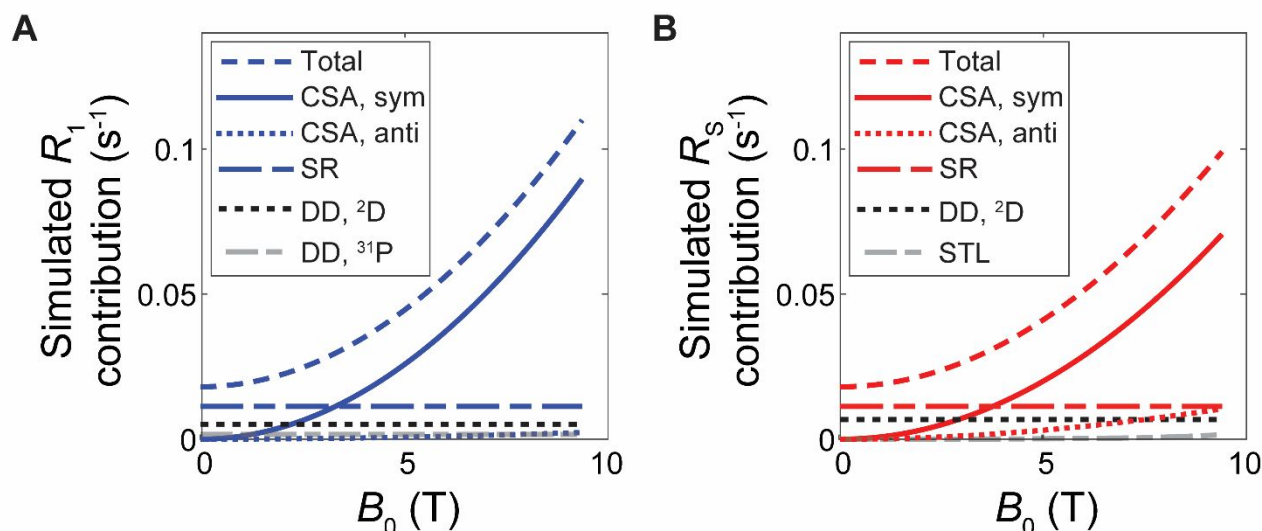 A
Simulated R1
contribution (s-1)
0.1
0.05
0
Total
CSA, sym
CSA, anti
SR
DD, 2D
DD, 31P
0
5
10
B0 (T)
B
Simulated RS
contribution (s-1)
0.1
0.05
0
Total
CSA, sym
CSA, anti
SR
DD, 2D
STL
0
5
10
B0 (T)